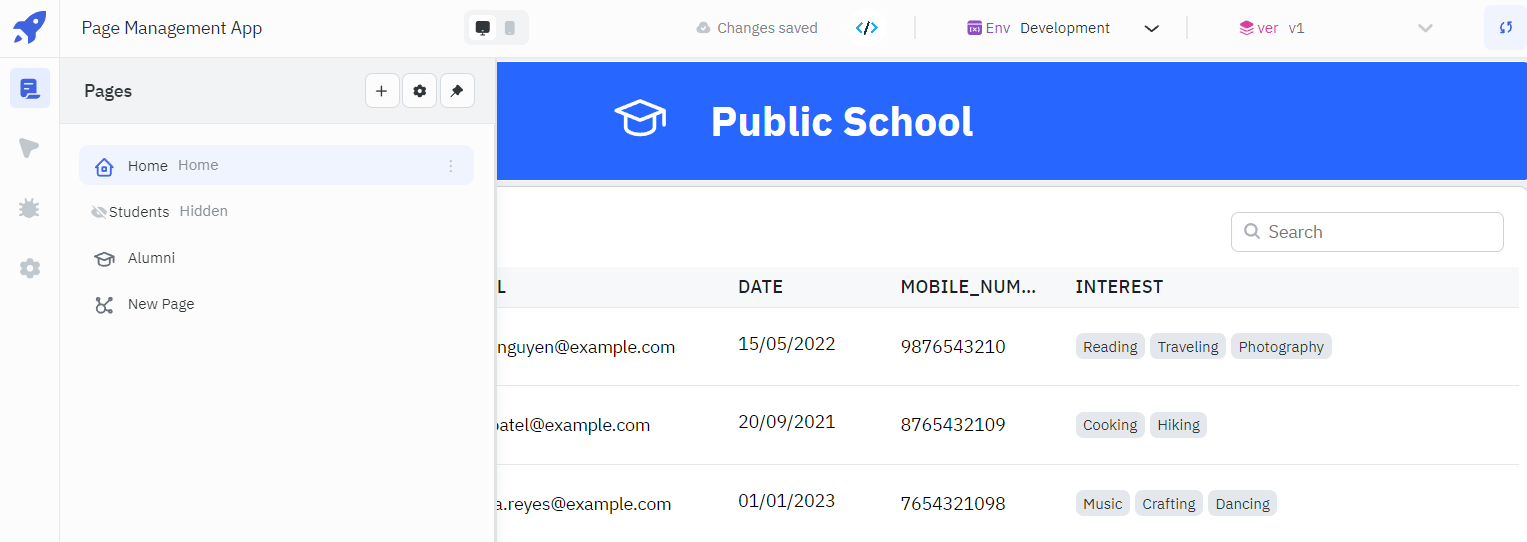 Page Management App Changes saved </> Env Development ver v1
Pages
Public School
Home Home
Students Hidden
Alumni
New Page
Search
L DATE MOBILE_NUM... INTEREST
nguyen@example.com 15/05/2022 9876543210 Reading Traveling Photography
patel@example.com 20/09/2021 8765432109 Cooking Hiking
a.reyes@example.com 01/01/2023 7654321098 Music Crafting Dancing